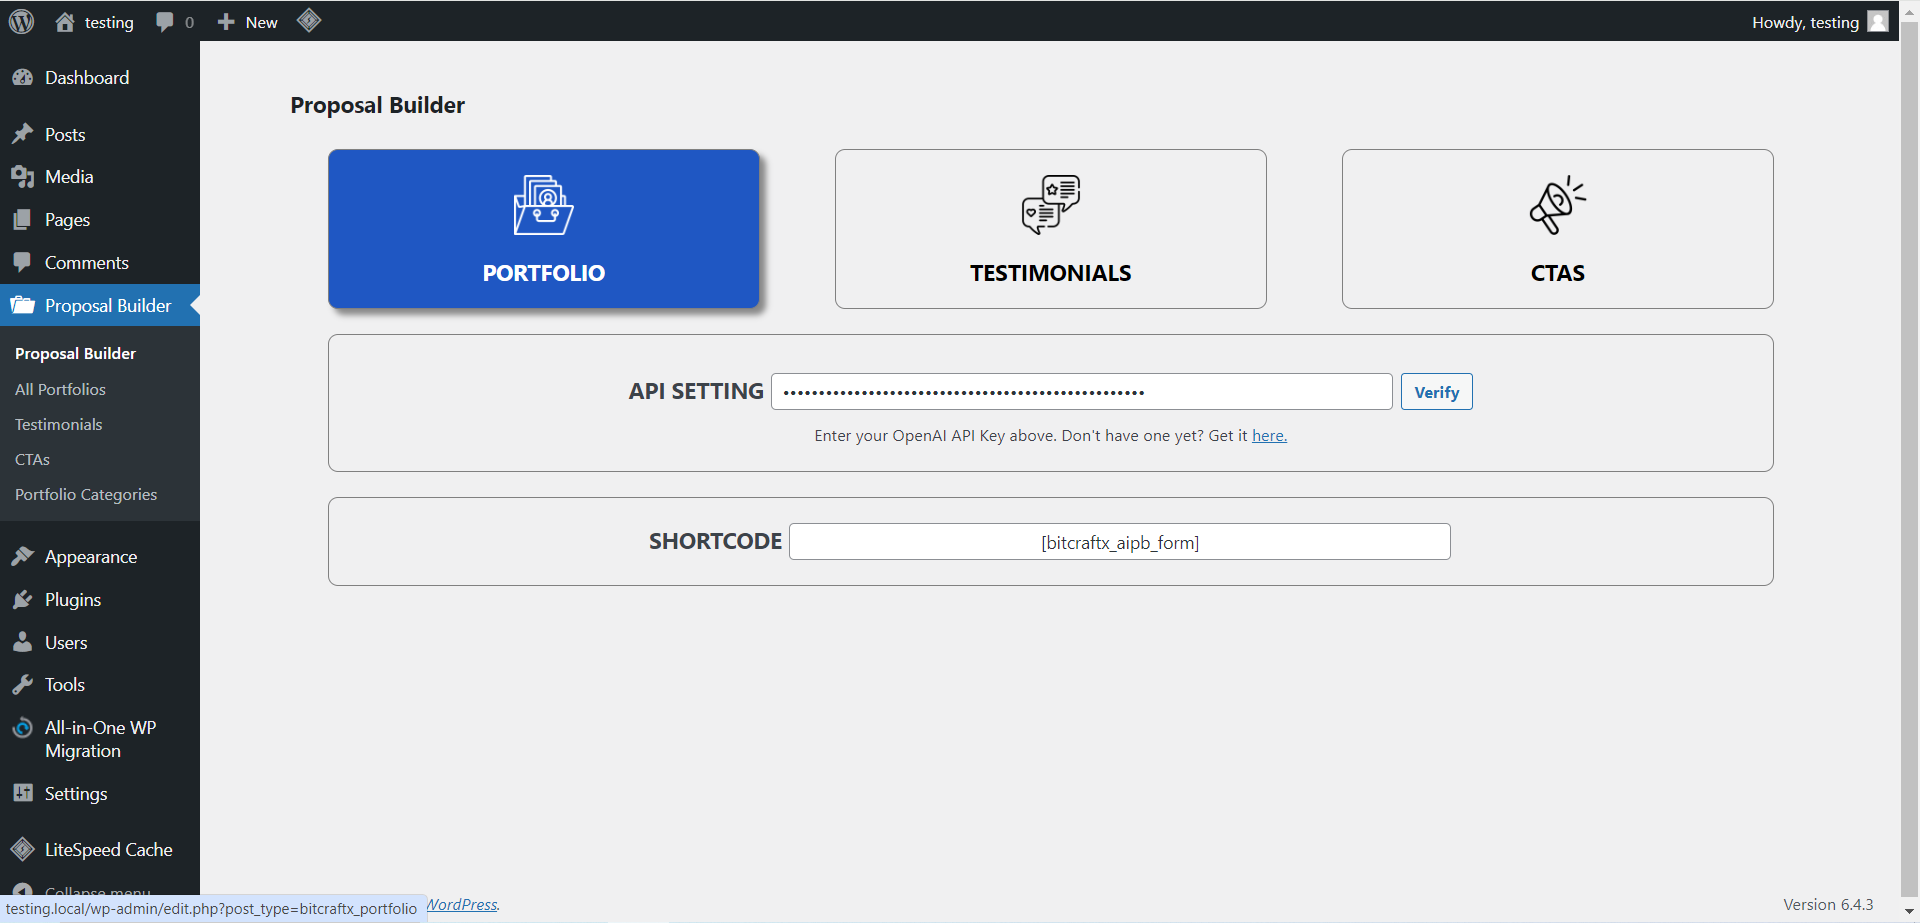 testing
0
New
Howdy, testing
Dashboard
Posts
Media
Pages
Comments
Proposal Builder
Proposal Builder
All Portfolios
Testimonials
CTAs
Portfolio Categories
Appearance
Plugins
Users
Tools
All-in-One WP
Migration
Settings
LiteSpeed Cache
Collapse menu
Proposal Builder
PORTFOLIO
TESTIMONIALS
CTAS
API SETTING
••••••••••••••••••••••••••••••••••••••••••••••••••• Verify
Enter your OpenAI API Key above. Don't have one yet? Get it here.
SHORTCODE
[bitcraftx_aipb_form]
testing.local/wp-admin/edit.php?post_type=bitcraftx_portfolio
WordPress.
Version 6.4.3